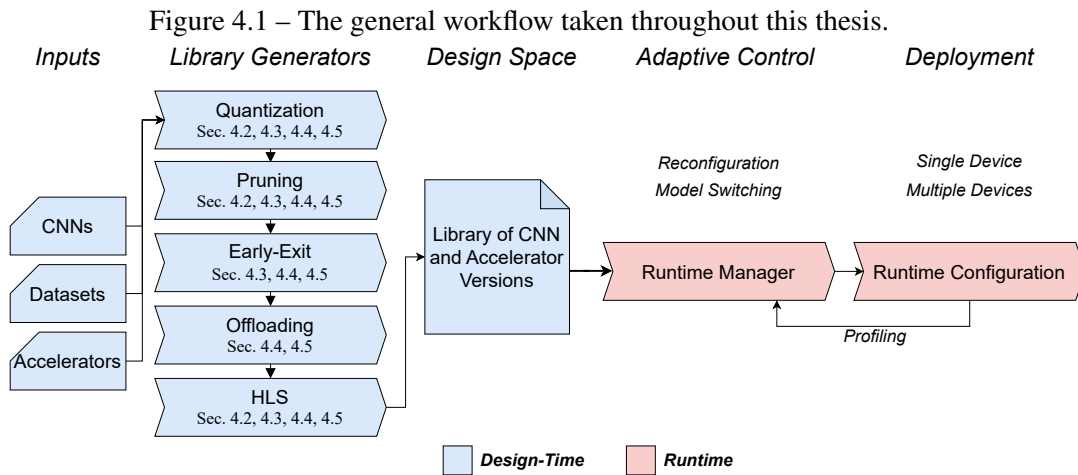 Figure 4.1 – The general workflow taken throughout this thesis.
Inputs
Library Generators
Design Space
Adaptive Control
Deployment
CNNs
Datasets
Accelerators
Quantization
Sec. 4.2, 4.3, 4.4, 4.5
Pruning
Sec. 4.2, 4.3, 4.4, 4.5
Early-Exit
Sec. 4.3, 4.4, 4.5
Offloading
Sec. 4.4, 4.5
HLS
Sec. 4.2, 4.3, 4.4, 4.5
Library of CNN
and Accelerator
Versions
Reconfiguration
Model Switching
Runtime Manager
Single Device
Multiple Devices
Runtime Configuration
Profiling
Design-Time
Runtime